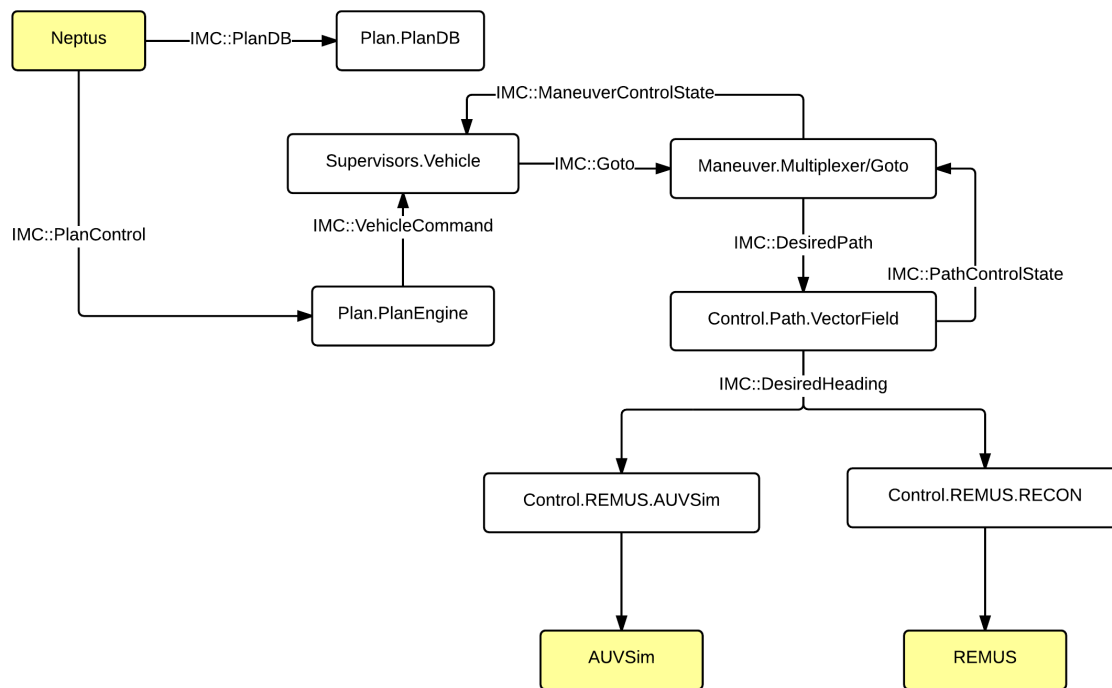 Neptus
IMC::PlanDB
Plan.PlanDB
IMC::ManeuverControlState
Supervisors.Vehicle
IMC::Goto
Maneuver.Multiplexer/Goto
IMC::VehicleCommand
IMC::PlanControl
IMC::DesiredPath
IMC::PathControlState
Plan.PlanEngine
Control.Path.VectorField
IMC::DesiredHeading
Control.REMUS.AUVSim
Control.REMUS.RECON
AUVSim
REMUS